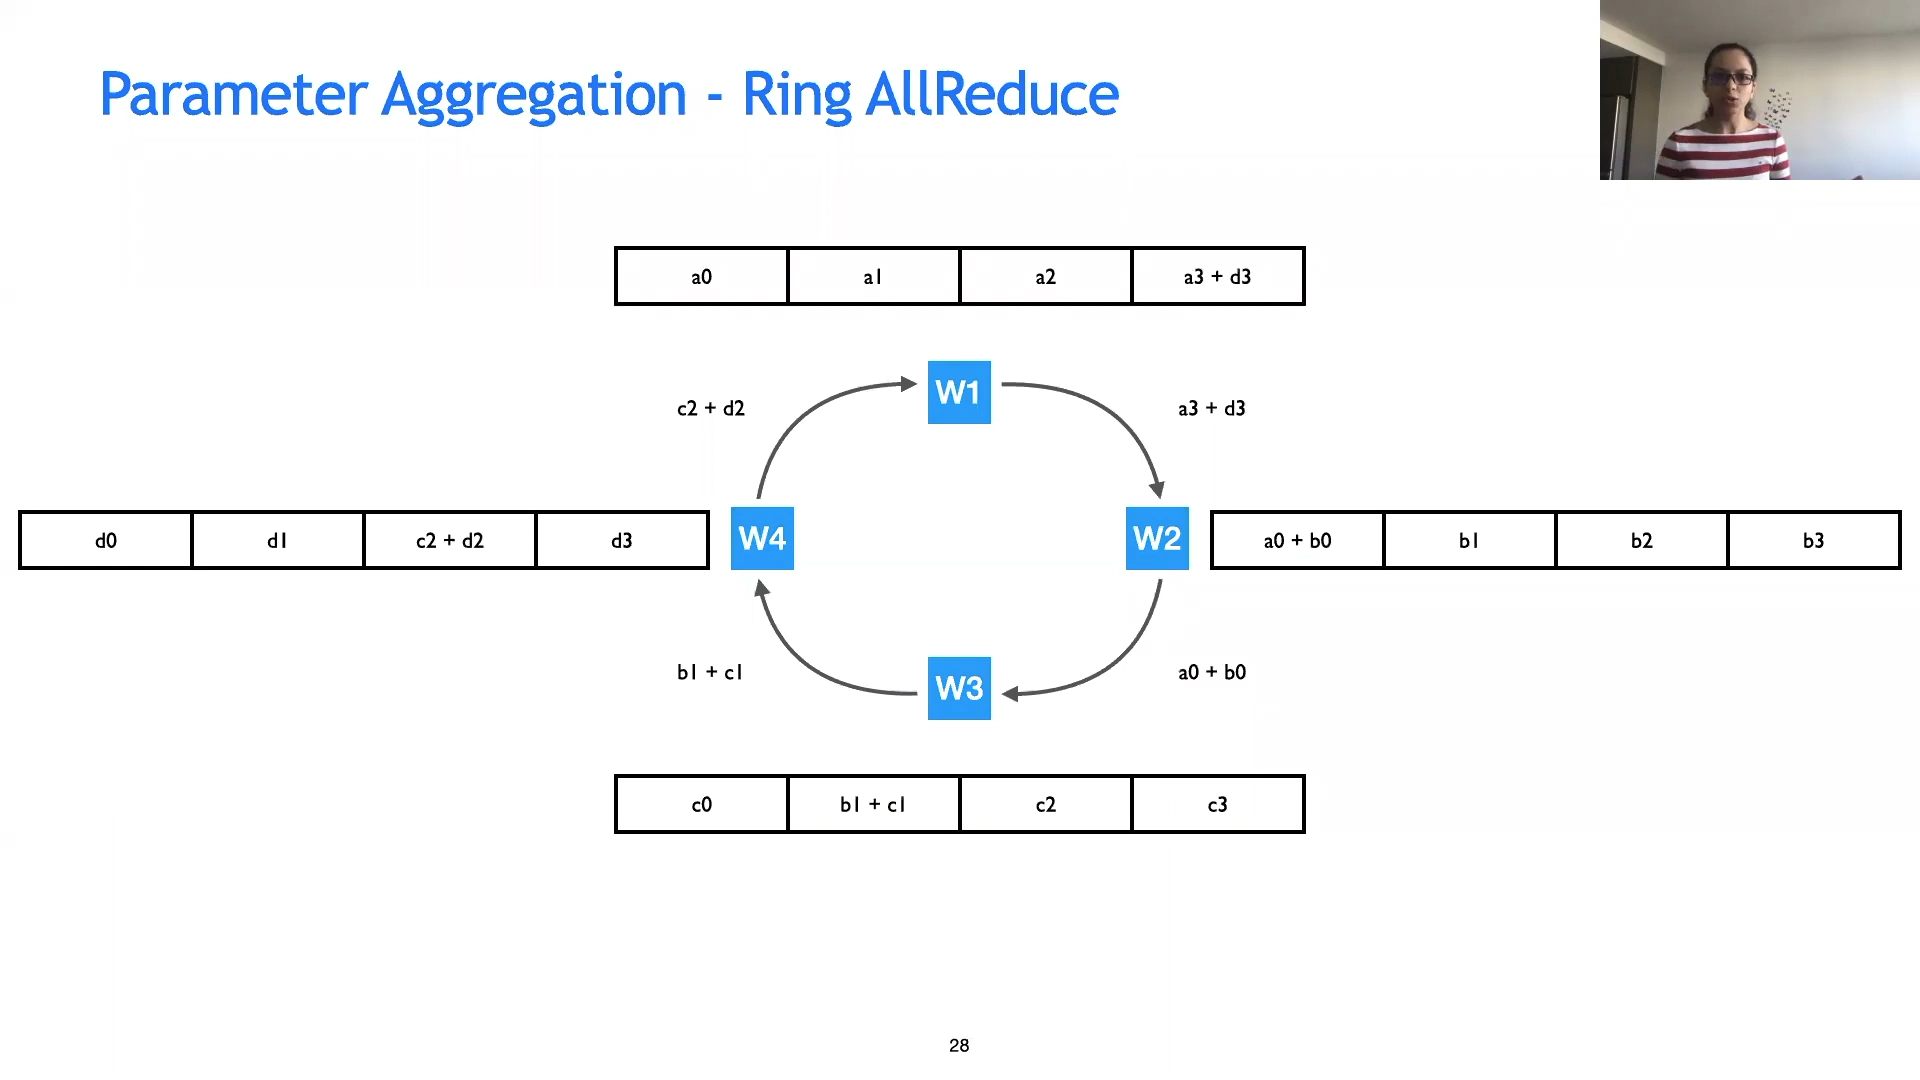 Parameter Aggregation - Ring AllReduce
a0 a1 a2 a3 + d3
W1
c2 + d2 a3 + d3
d0 d1 c2 + d2 d3 W4 W2 a0 + b0 b1 b2 b3
b1 + c1 a0 + b0
W3
c0 b1 + c1 c2 c3
28